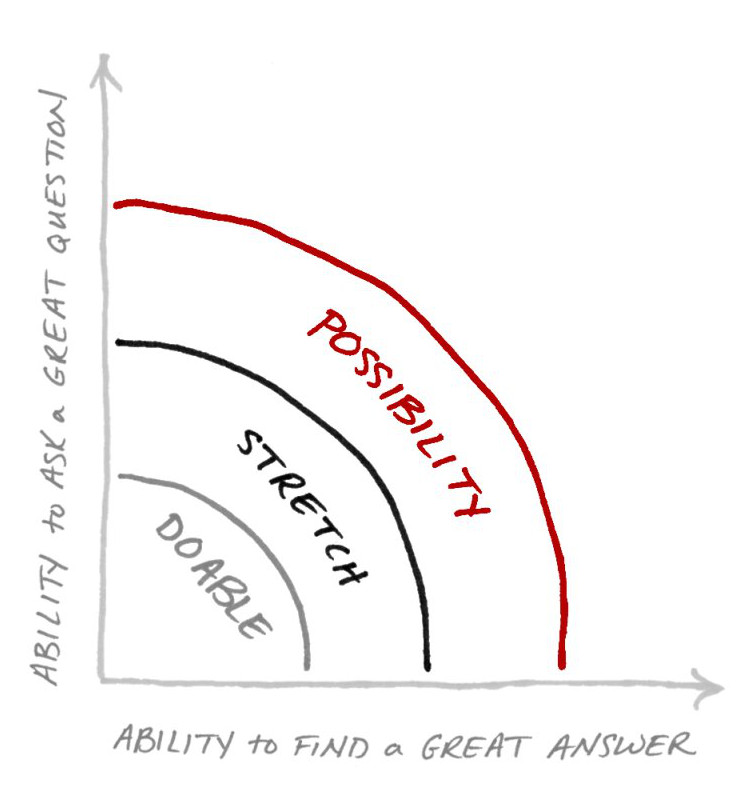 ABILITY to ASK a GREAT QUESTION
POSSIBILITY
STRETCH
DOABLE
ABILITY to FIND a GREAT ANSWER